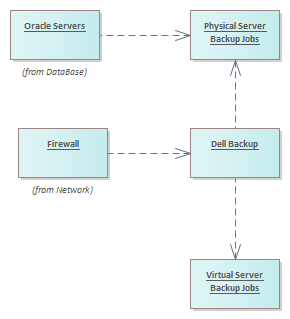 Oracle Servers
(from DataBase)
Physical Server
Backup Jobs
Firewall
(from Network)
Dell Backup
Virtual Server
Backup Jobs